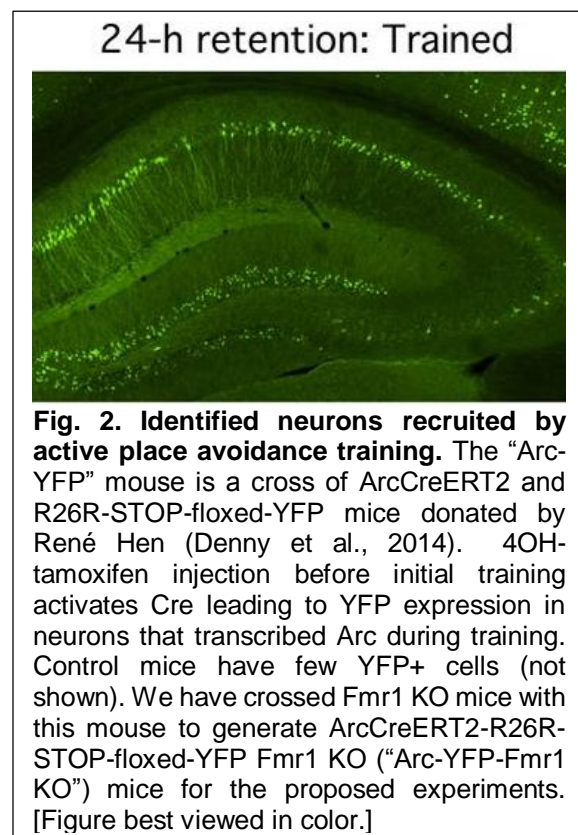 24-h retention: Trained
Fig. 2. Identified neurons recruited by
active place avoidance training. The “Arc-
YFP” mouse is a cross of ArcCreERT2 and
R26R-STOP-floxed-YFP mice donated by
René Hen (Denny et al., 2014). 4OH-
tamoxifen injection before initial training
activates Cre leading to YFP expression in
neurons that transcribed Arc during training.
Control mice have few YFP+ cells (not
shown). We have crossed Fmr1 KO mice with
this mouse to generate ArcCreERT2-R26R-
STOP-floxed-YFP Fmr1 KO (“Arc-YFP-Fmr1
KO”) mice for the proposed experiments.
[Figure best viewed in color.]